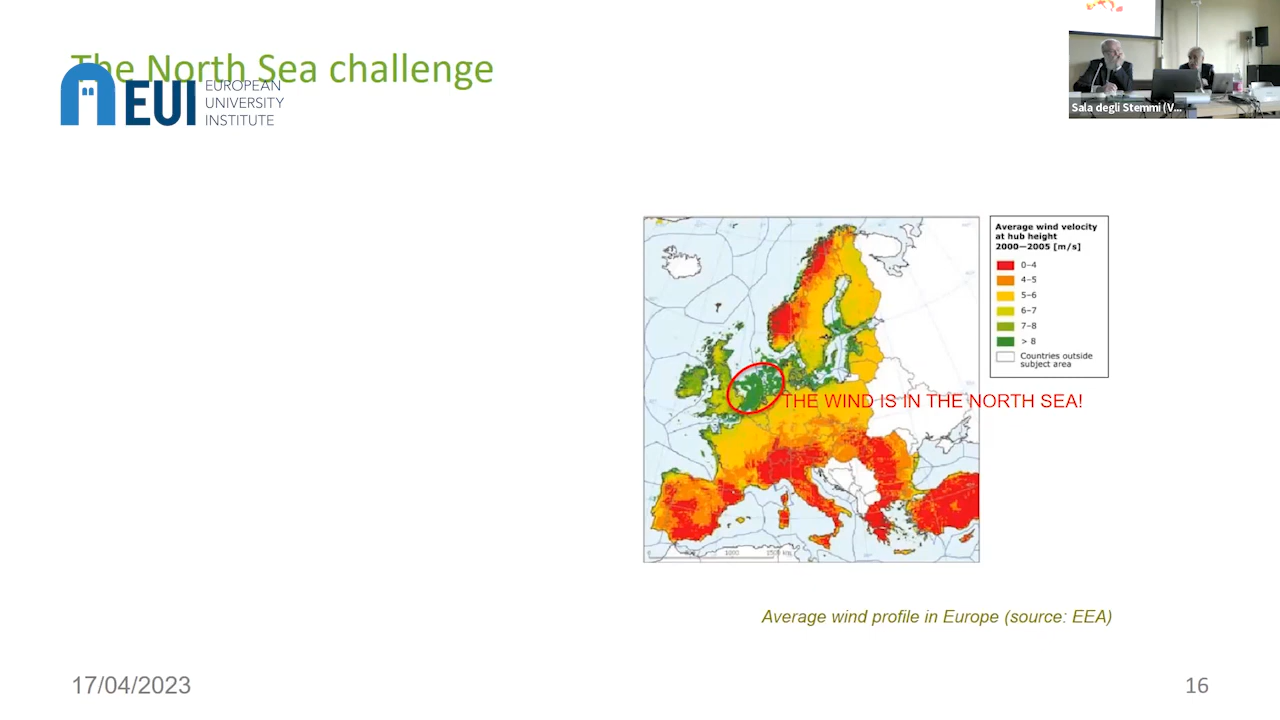 The North Sea challenge
EUI
EUROPEAN
UNIVERSITY
INSTITUTE
Sala degli Stemmi (V...
Average wind velocity
at hub height
2000—2005 [m/s]
0–4
4–5
5–6
6–7
7–8
> 8
Countries outside
subject area
THE WIND IS IN THE NORTH SEA!
0
1000
Average wind profile in Europe (source: EEA)
17/04/2023
16